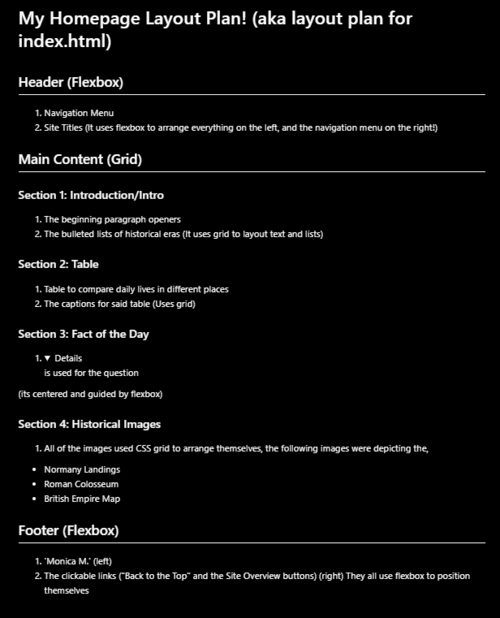 My Homepage Layout Plan! (aka layout plan for
index.html)
Header (Flexbox)
1. Navigation Menu
2. Site Titles (It uses flexbox to arrange everything on the left, and the navigation menu on the right!)
Main Content (Grid)
Section 1: Introduction/Intro
1. The beginning paragraph openers
2. The bulleted lists of historical eras (It uses grid to layout text and lists)
Section 2: Table
1. Table to compare daily lives in different places
2. The captions for said table (Uses grid)
Section 3: Fact of the Day
1. ▼ Details
is used for the question
(its centered and guided by flexbox)
Section 4: Historical Images
1. All of the images used CSS grid to arrange themselves, the following images were depicting the,
• Normany Landings
• Roman Colosseum
• British Empire Map
Footer (Flexbox)
1. 'Monica M.' (left)
2. The clickable links ("Back to the Top" and the Site Overview buttons) (right) They all use flexbox to position
themselves